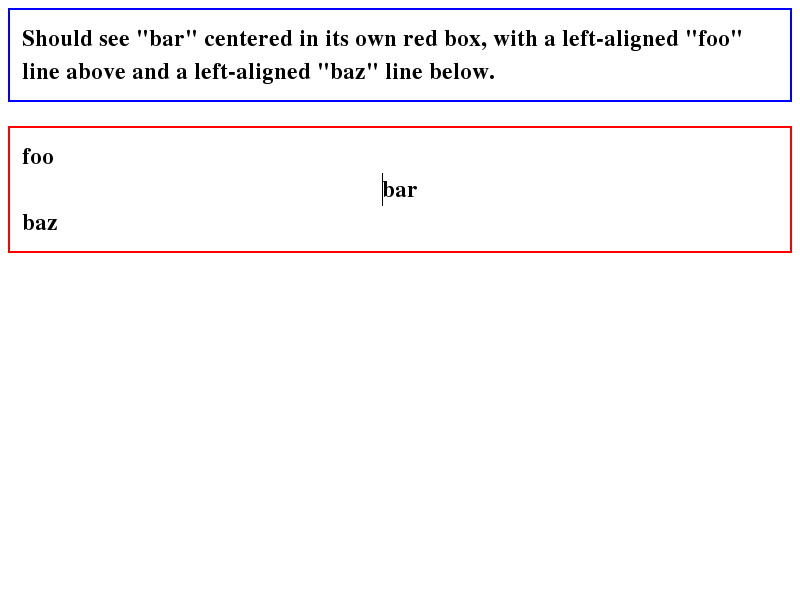 Should see "bar" centered in its own red box, with a left-aligned "foo"
line above and a left-aligned "baz" line below.
foo
bar
baz